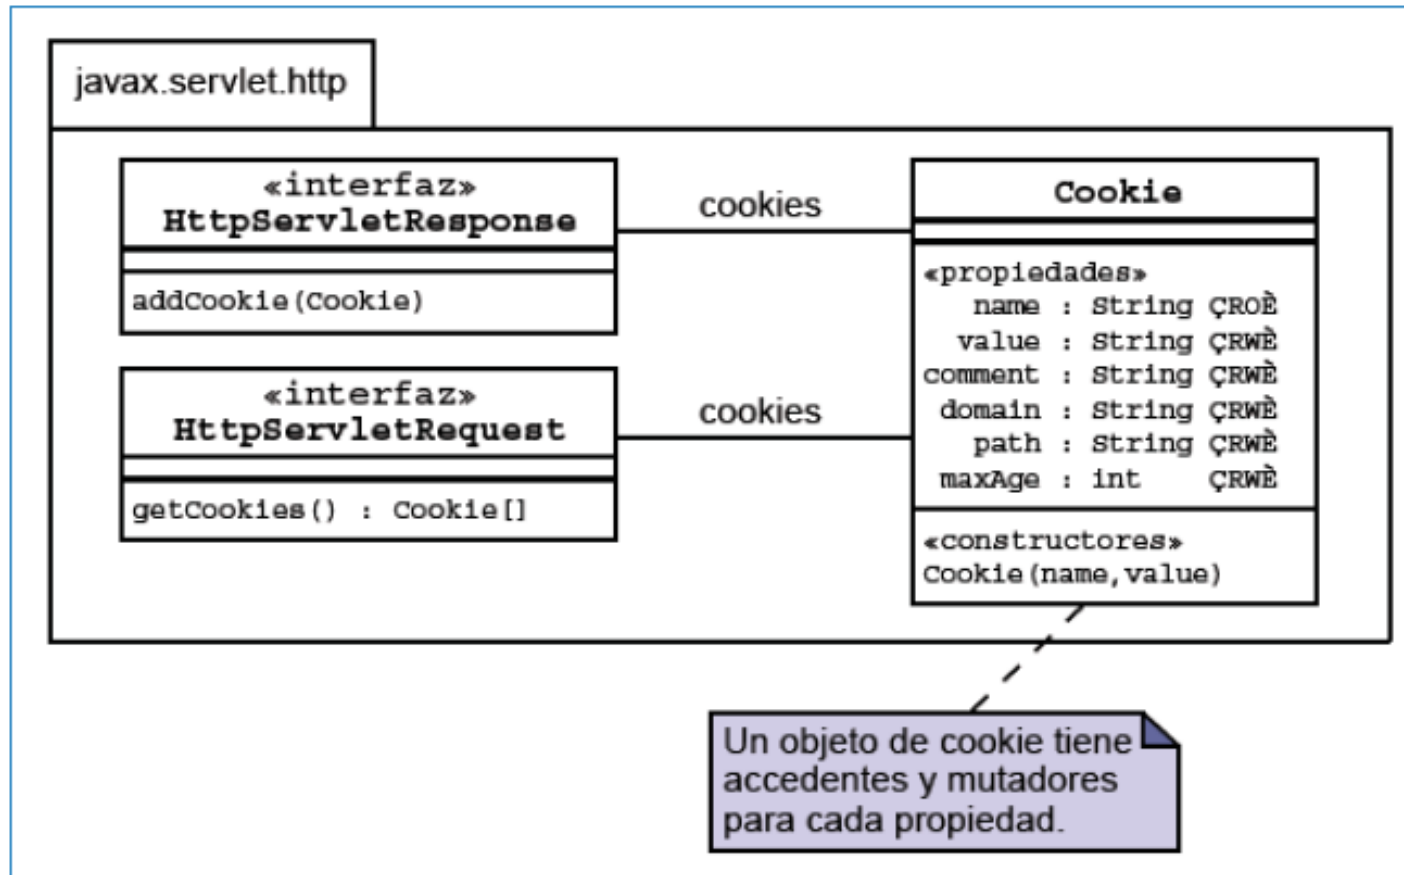 javax.servlet.http
«interfaz»
HttpServletResponse
addCookie(Cookie)
cookies
«interfaz»
HttpServletRequest
getCookies() : Cookie[]
cookies
Cookie
«propiedades»
name : String ÇROÈ
value : String ÇRWÈ
comment : String ÇRWÈ
domain : String ÇRWÈ
path : String ÇRWÈ
maxAge : int ÇRWÈ
«constructores»
Cookie(name,value)
Un objeto de cookie tiene
accedentes y mutadores
para cada propiedad.